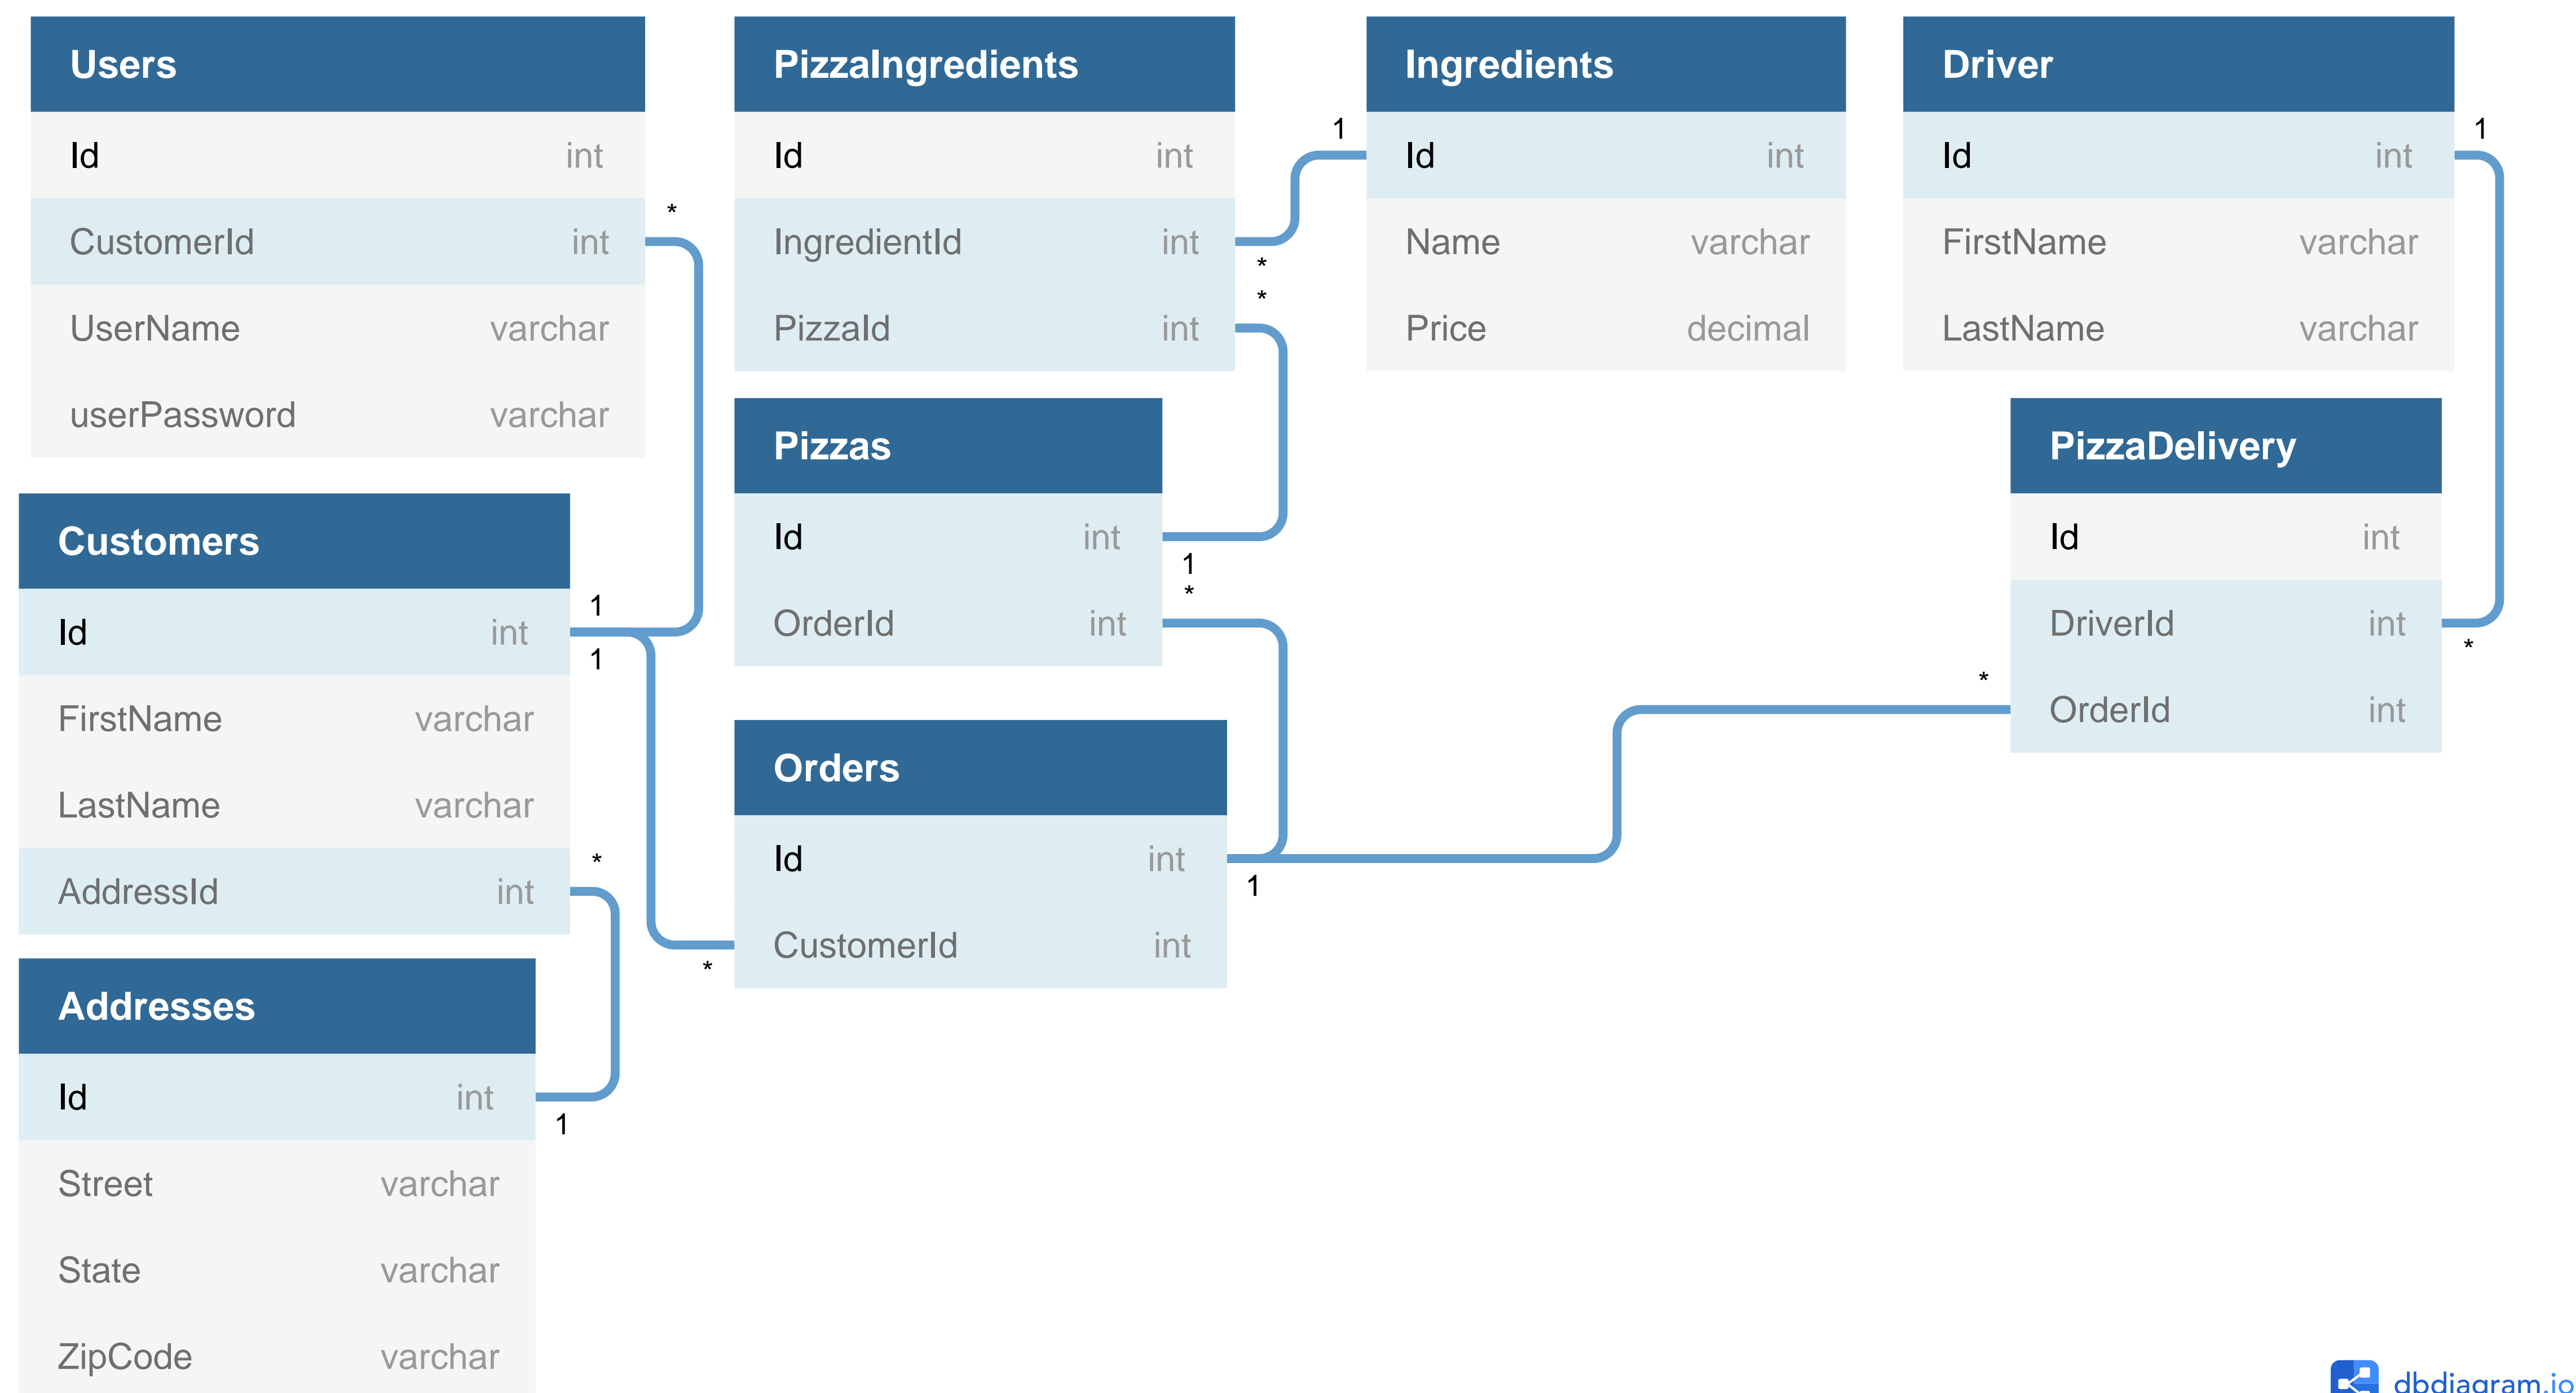 Users
Id int
CustomerId int
UserName varchar
userPassword varchar
*
Customers
Id int
1
1
FirstName varchar
LastName varchar
AddressId int
*
Addresses
Id int
1
Street varchar
State varchar
ZipCode varchar
PizzaIngredients
Id int
IngredientId int
*
*
PizzaId int
Pizzas
Id int
1
*
OrderId int
Orders
Id int
1
CustomerId int
*
Ingredients
1
Id int
Name varchar
Price decimal
Driver
1
Id int
FirstName varchar
LastName varchar
PizzaDelivery
Id int
DriverId int
*
*
OrderId int
dbdiagram.io